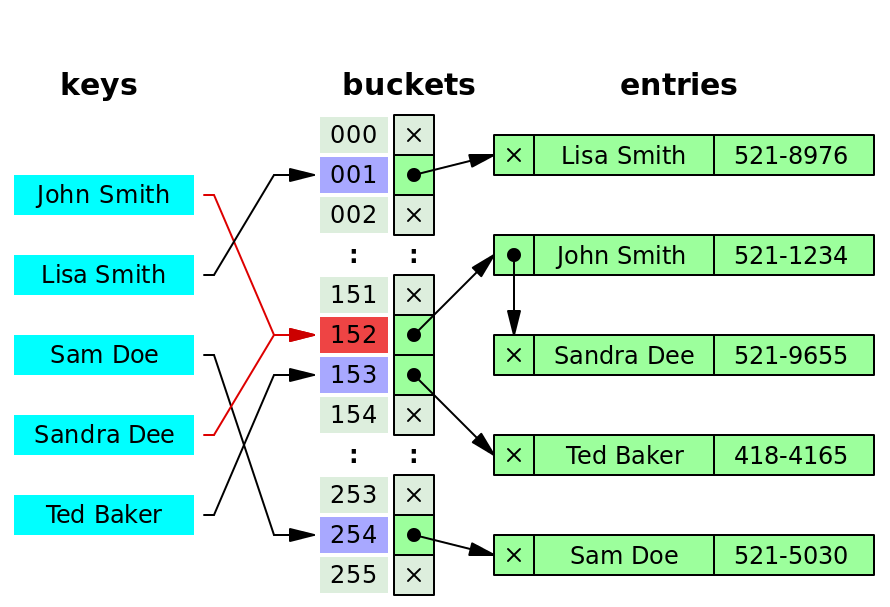 keys
buckets
entries
John Smith
Lisa Smith
Sam Doe
Sandra Dee
Ted Baker
000
001
002
: :
151
152
153
154
: :
253
254
255
Lisa Smith 521-8976
John Smith 521-1234
Sandra Dee 521-9655
Ted Baker 418-4165
Sam Doe 521-5030